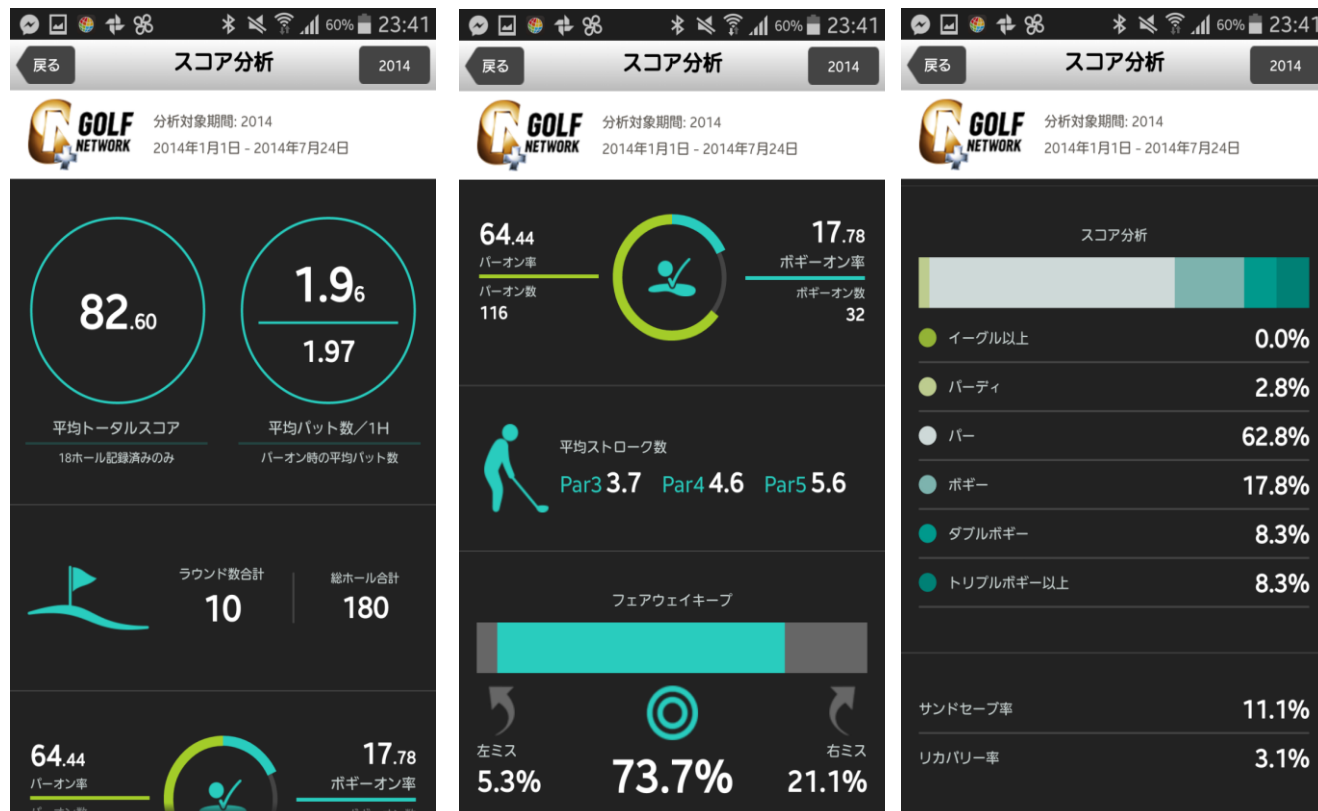 60% 23:41
戻る スコア分析 2014
GOLF
NETWORK
分析対象期間: 2014
2014年1月1日 - 2014年7月24日
82.60
平均トータルスコア
18ホール記録済みのみ
1.96
1.97
平均パット数／1H
パーオン時の平均パット数
ラウンド数合計
10
総ホール合計
180
64.44
パーオン率
17.78
ボギーオン率
60% 23:41
戻る スコア分析 2014
GOLF
NETWORK
分析対象期間: 2014
2014年1月1日 - 2014年7月24日
64.44
パーオン率
パーオン数
116
17.78
ボギーオン率
ボギーオン数
32
平均ストローク数
Par3 3.7 Par4 4.6 Par5 5.6
フェアウェイキープ
左ミス
5.3%
73.7%
右ミス
21.1%
60% 23:41
戻る スコア分析 2014
GOLF
NETWORK
分析対象期間: 2014
2014年1月1日 - 2014年7月24日
スコア分析
イーグル以上 0.0%
バーディ 2.8%
パー 62.8%
ボギー 17.8%
ダブルボギー 8.3%
トリプルボギー以上 8.3%
サンドセーブ率 11.1%
リカバリー率 3.1%